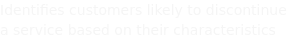 Identifies customers likely to discontinue
a service based on their characteristics